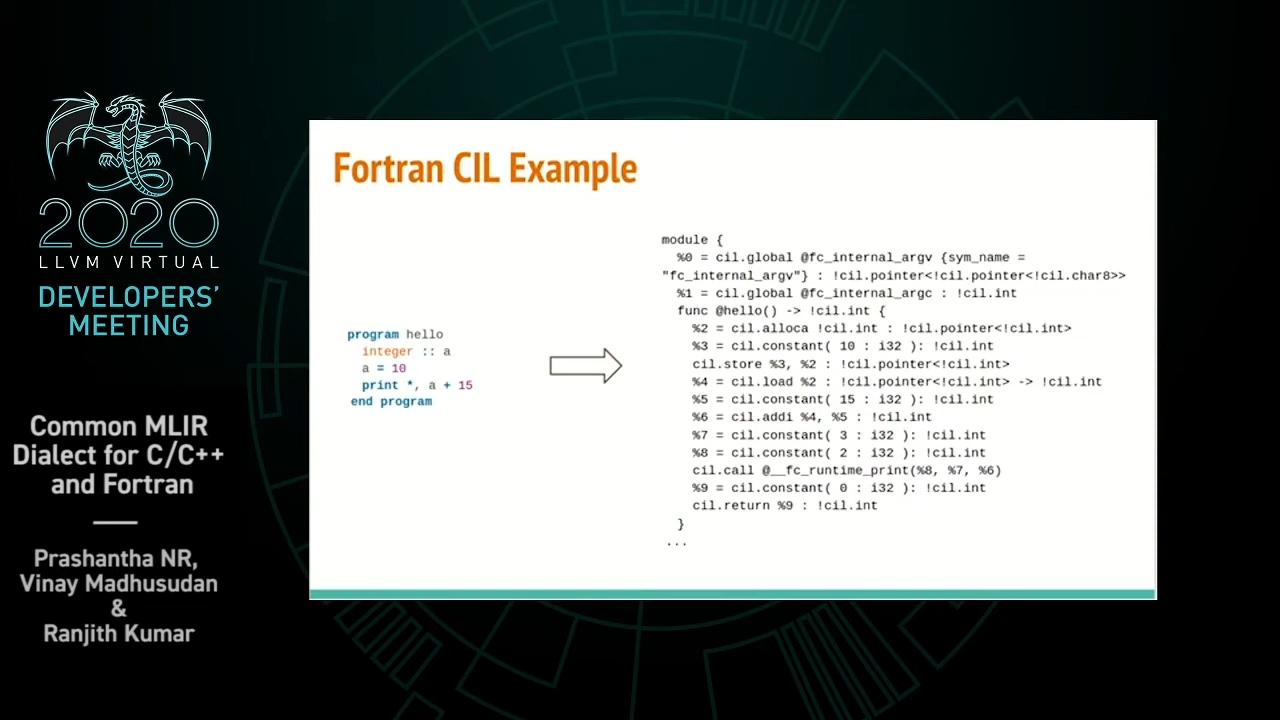 2020
LLVM VIRTUAL
DEVELOPERS'
MEETING
Common MLIR
Dialect for C/C++
and Fortran
Prashantha NR,
Vinay Madhusudan
&
Ranjith Kumar
Fortran CIL Example
program hello
integer :: a
a = 10
print *, a + 15
end program
module {
%0 = cil.global @fc_internal_argv {sym_name =
"fc_internal_argv"} : !cil.pointer<!cil.pointer<!cil.char8>>
%1 = cil.global @fc_internal_argc : !cil.int
func @hello() -> !cil.int {
%2 = cil.alloca !cil.int : !cil.pointer<!cil.int>
%3 = cil.constant( 10 : i32 ): !cil.int
cil.store %3, %2 : !cil.pointer<!cil.int>
%4 = cil.load %2 : !cil.pointer<!cil.int> -> !cil.int
%5 = cil.constant( 15 : i32 ): !cil.int
%6 = cil.addi %4, %5 : !cil.int
%7 = cil.constant( 3 : i32 ): !cil.int
%8 = cil.constant( 2 : i32 ): !cil.int
cil.call @__fc_runtime_print(%8, %7, %6)
%9 = cil.constant( 0 : i32 ): !cil.int
cil.return %9 : !cil.int
}
...